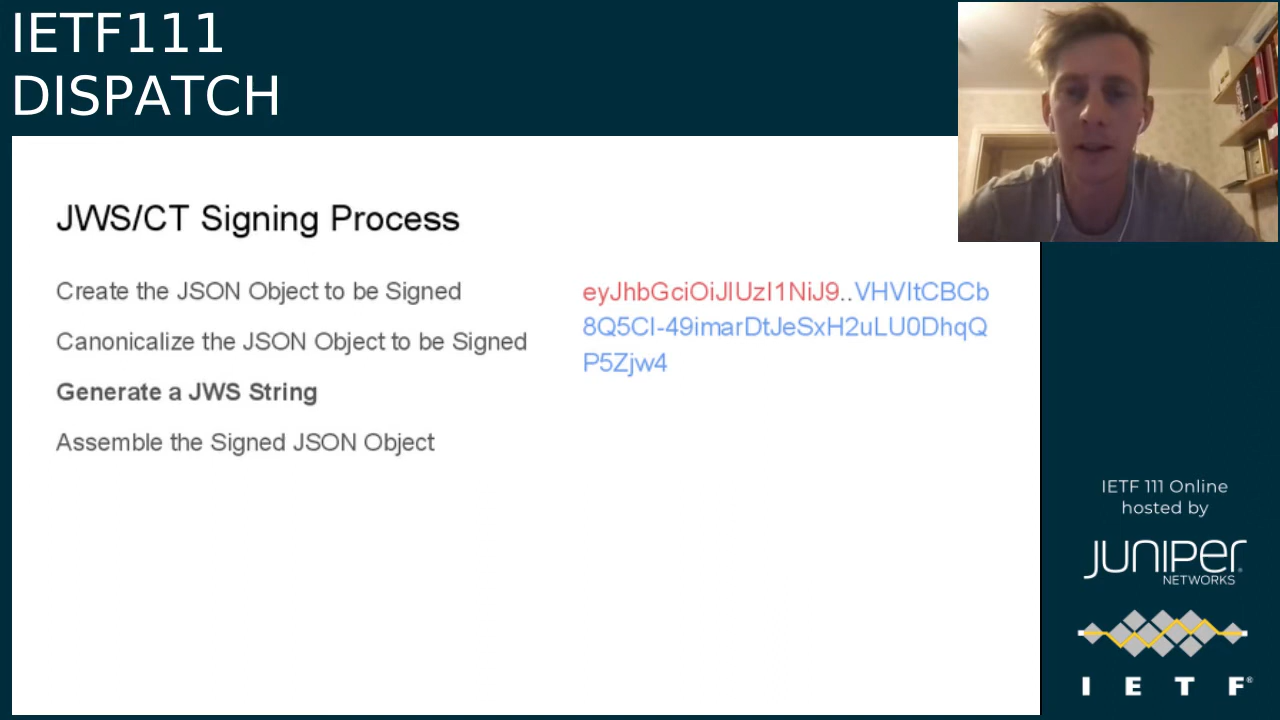 IETF111
DISPATCH
JWS/CT Signing Process
Create the JSON Object to be Signed
Canonicalize the JSON Object to be Signed
Generate a JWS String
Assemble the Signed JSON Object
eyJhbGciOiJIUzI1NiJ9..VHVItCBCb
8Q5CI-49imarDtJeSxH2uLU0DhqQ
P5Zjw4
IETF 111 Online
hosted by
JUNIPER
NETWORKS
I E T F®